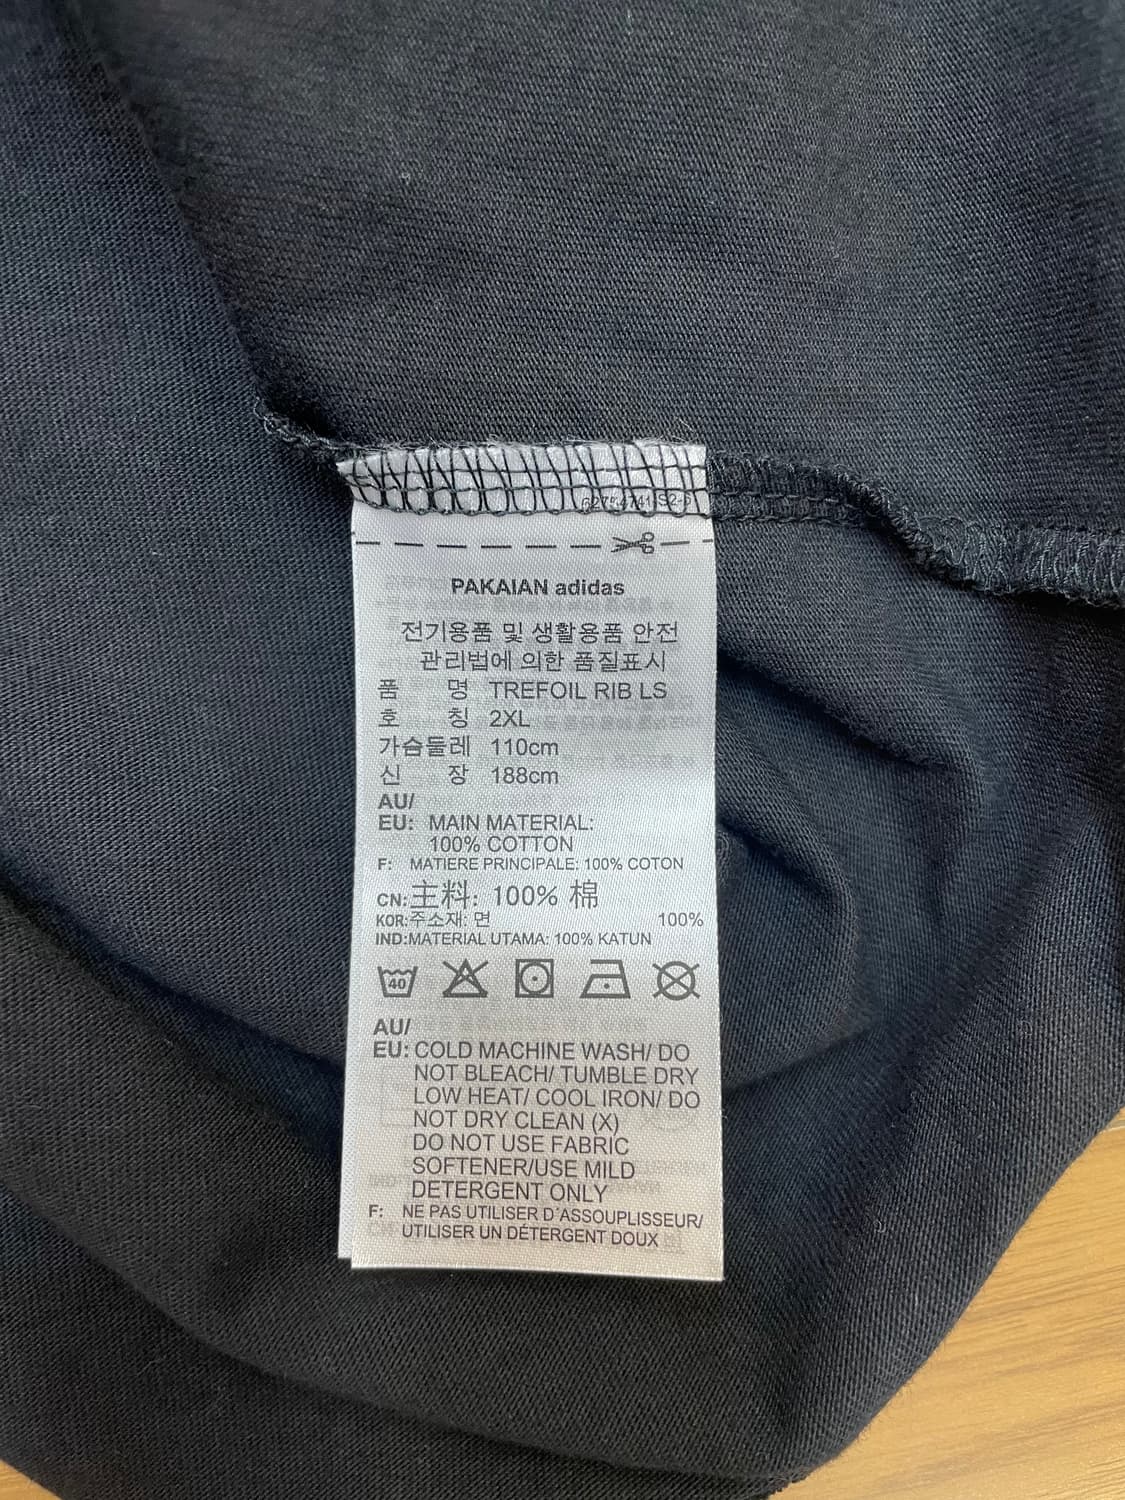 PAKAIAN adidas
전기용품 및 생활용품 안전
관리법에 의한 품질표시
품 명 TREFOIL RIB LS
호 칭 2XL
가슴둘레 110cm
신 장 188cm
AU/
EU: MAIN MATERIAL:
100% COTTON
F: MATIERE PRINCIPALE: 100% COTON
CN:主料: 100% 棉
KOR:주소재: 면 100%
IND:MATERIAL UTAMA: 100% KATUN
40
AU/
EU: COLD MACHINE WASH/ DO
NOT BLEACH/ TUMBLE DRY
LOW HEAT/ COOL IRON/ DO
NOT DRY CLEAN (X)
DO NOT USE FABRIC
SOFTENER/USE MILD
DETERGENT ONLY
F: NE PAS UTILISER D'ASSOUPLISSEUR/
UTILISER UN DÉTERGENT DOUX